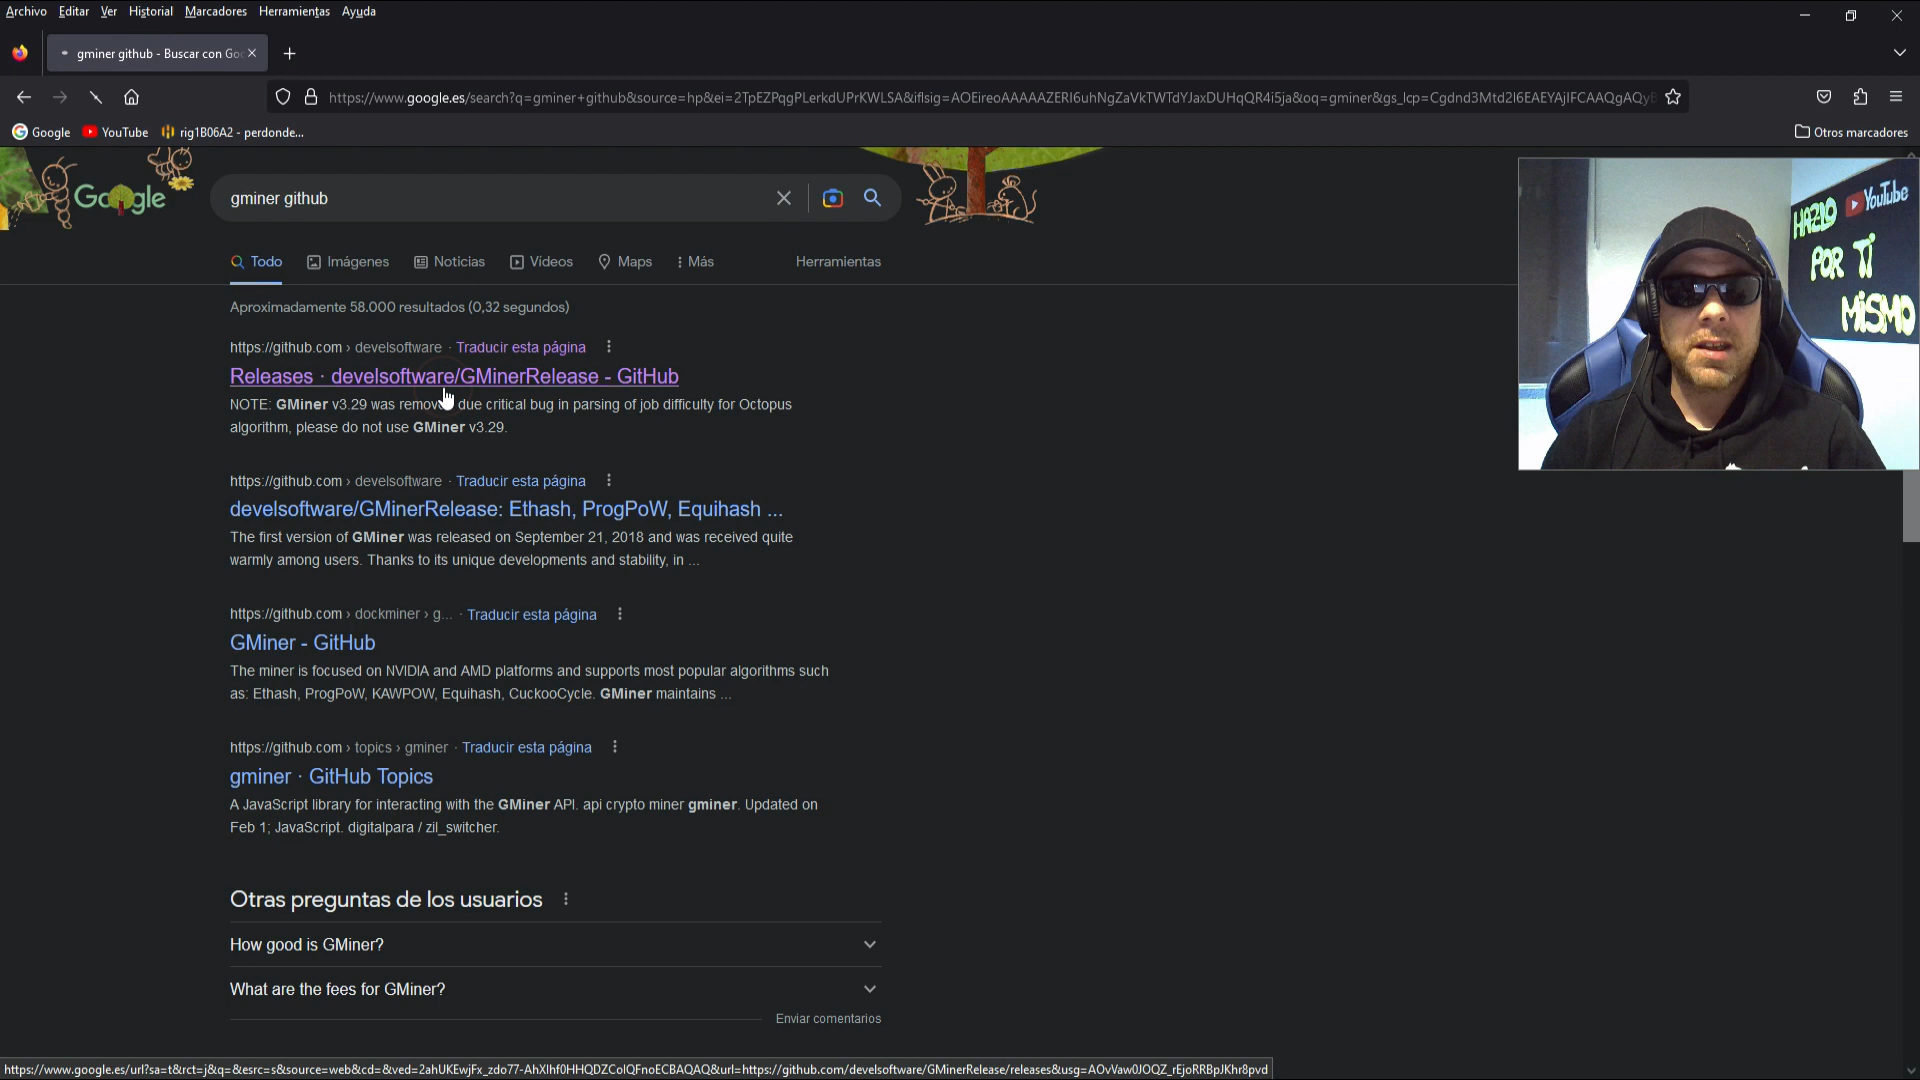 Archivo Editar Ver Historial Marcadores Herramientas Ayuda
gminer github - Buscar con Goo
https://www.google.es/search?q=gminer+github&source=hp&ei=2TpEZPqgPLerkdUPrKWLSA&iflsig=AOEireoAAAAAZERI6uhNgZaVkTWTdYJaxDUHqQR4i5ja&oq=gminer&gs_lcp=Cgdnd3Mtd2l6EAEYAjIFCAAQgAQyB
Google YouTube rig1B06A2 - perdonde... Otros marcadores
Google
gminer github
Todo Imágenes Noticias Vídeos Maps Más Herramientas
Aproximadamente 58.000 resultados (0,32 segundos)
https://github.com › develsoftware · Traducir esta página
Releases · develsoftware/GMinerRelease - GitHub
NOTE: GMiner v3.29 was remov due critical bug in parsing of job difficulty for Octopus
algorithm, please do not use GMiner v3.29.
https://github.com › develsoftware · Traducir esta página
develsoftware/GMinerRelease: Ethash, ProgPoW, Equihash ...
The first version of GMiner was released on September 21, 2018 and was received quite
warmly among users. Thanks to its unique developments and stability, in ...
https://github.com › dockminer › g... · Traducir esta página
GMiner - GitHub
The miner is focused on NVIDIA and AMD platforms and supports most popular algorithms such
as: Ethash, ProgPoW, KAWPOW, Equihash, CuckooCycle. GMiner maintains ...
https://github.com › topics › gminer · Traducir esta página
gminer · GitHub Topics
A JavaScript library for interacting with the GMiner API. api crypto miner gminer. Updated on
Feb 1; JavaScript. digitalpara / zil_switcher.
Otras preguntas de los usuarios
How good is GMiner?
What are the fees for GMiner?
Enviar comentarios
https://www.google.es/url?sa=t&rct=j&q=&esrc=s&source=web&cd=&ved=2ahUKEwjFx_zdo77-AhXIhf0HHQDZColQFnoECBAQAQ&url=https://github.com/develsoftware/GMinerRelease/releases&usg=AOvVaw0JOQZ_rEjoRRBpJKhr8pvd
YouTube
HAZLO
POR TI
MISMO